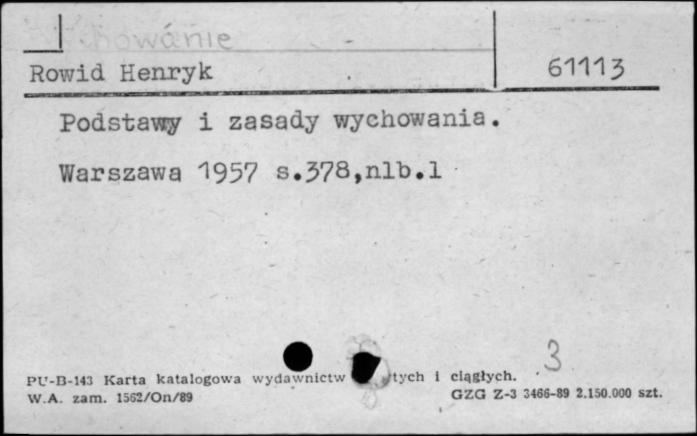 Rowid Henryk 61113
Podstawy i zasady wychowania.
Warszawa 1957 s.378,nlb.1
3
PU-B-143 Karta katalogowa wydawnictw i ciągłych.
W.A. zam. 1562/On/89 GZG Z-3 3466-89 2.150.000 szt.